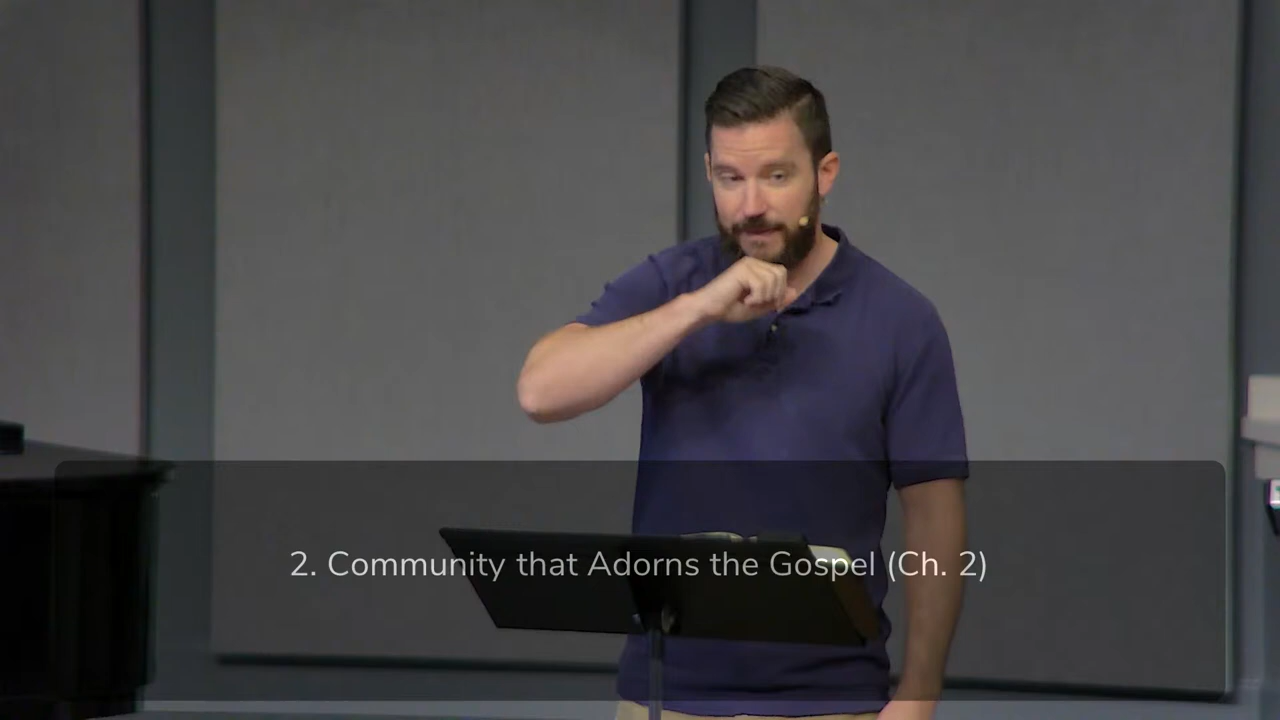 2. Community that Adorns the Gospel (Ch. 2)